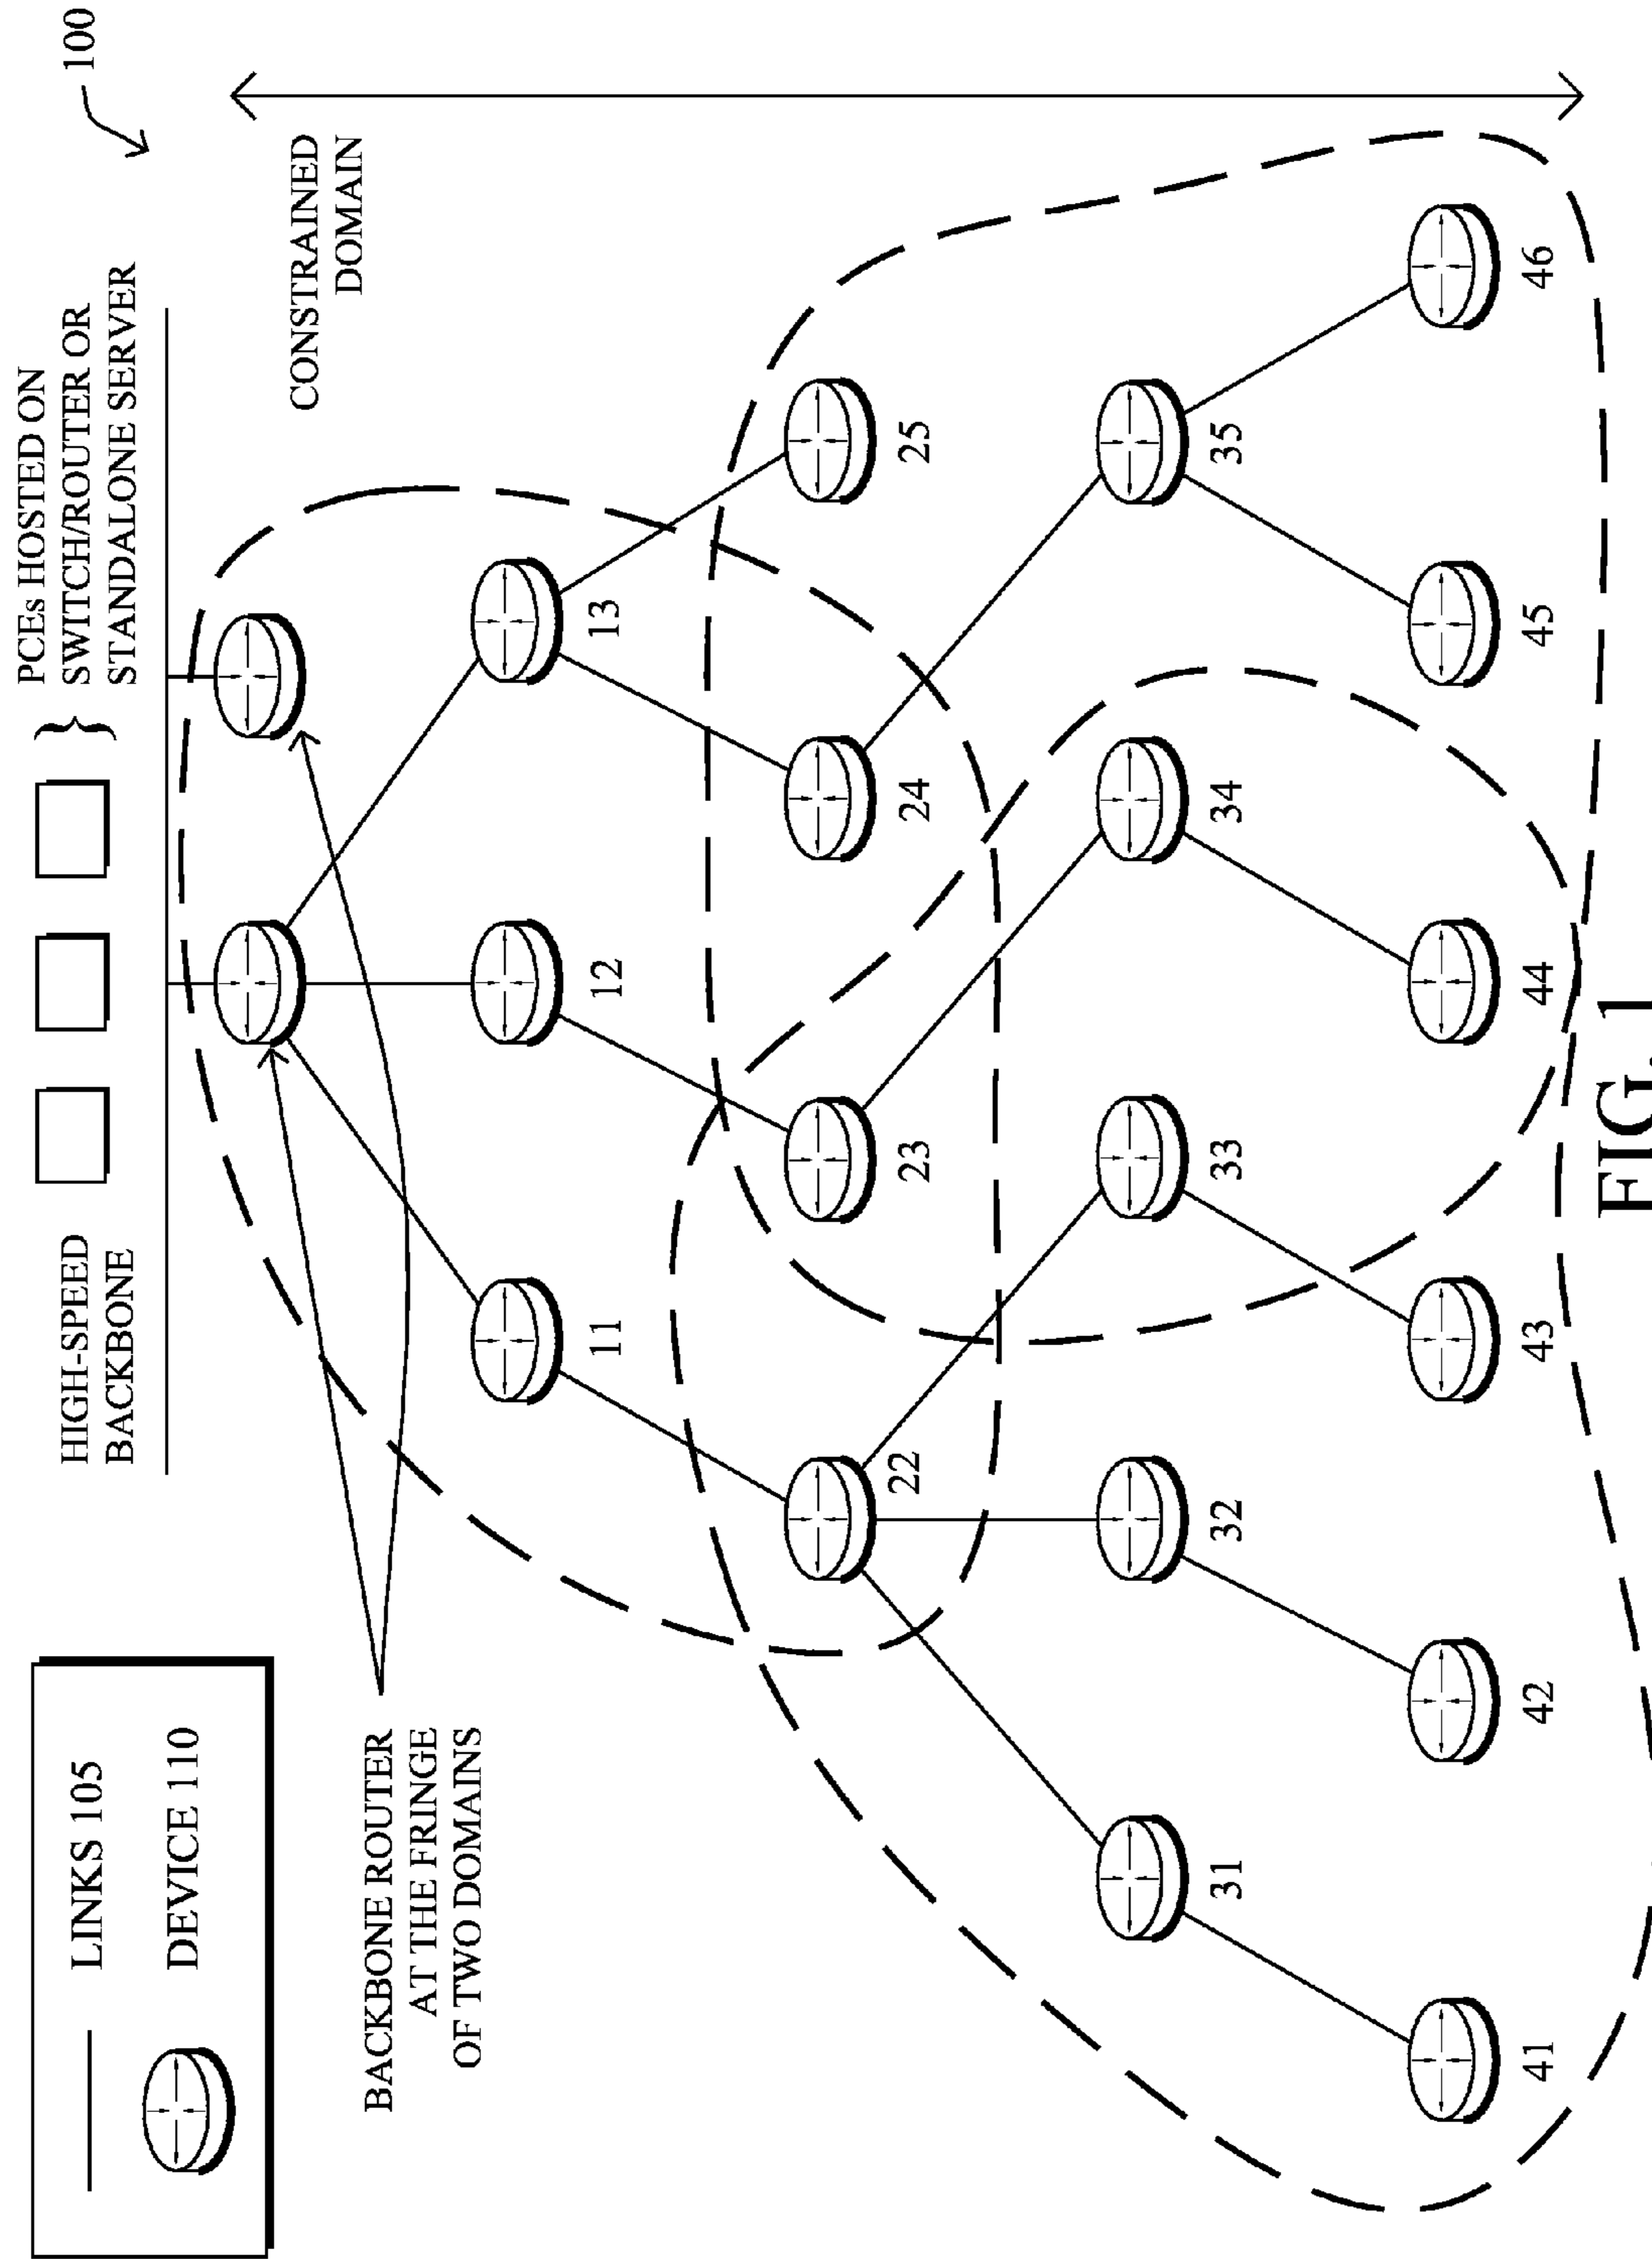 100
PCEs HOSTED ON
SWITCH/ROUTER OR
STANDALONE SERVER
HIGH-SPEED
BACKBONE
LINKS 105
DEVICE 110
CONSTRAINED
DOMAIN
BACKBONE ROUTER
AT THE FRINGE
OF TWO DOMAINS
11
12
13
22
23
24
25
31
32
33
34
35
41
42
43
44
45
46
FIG. 1